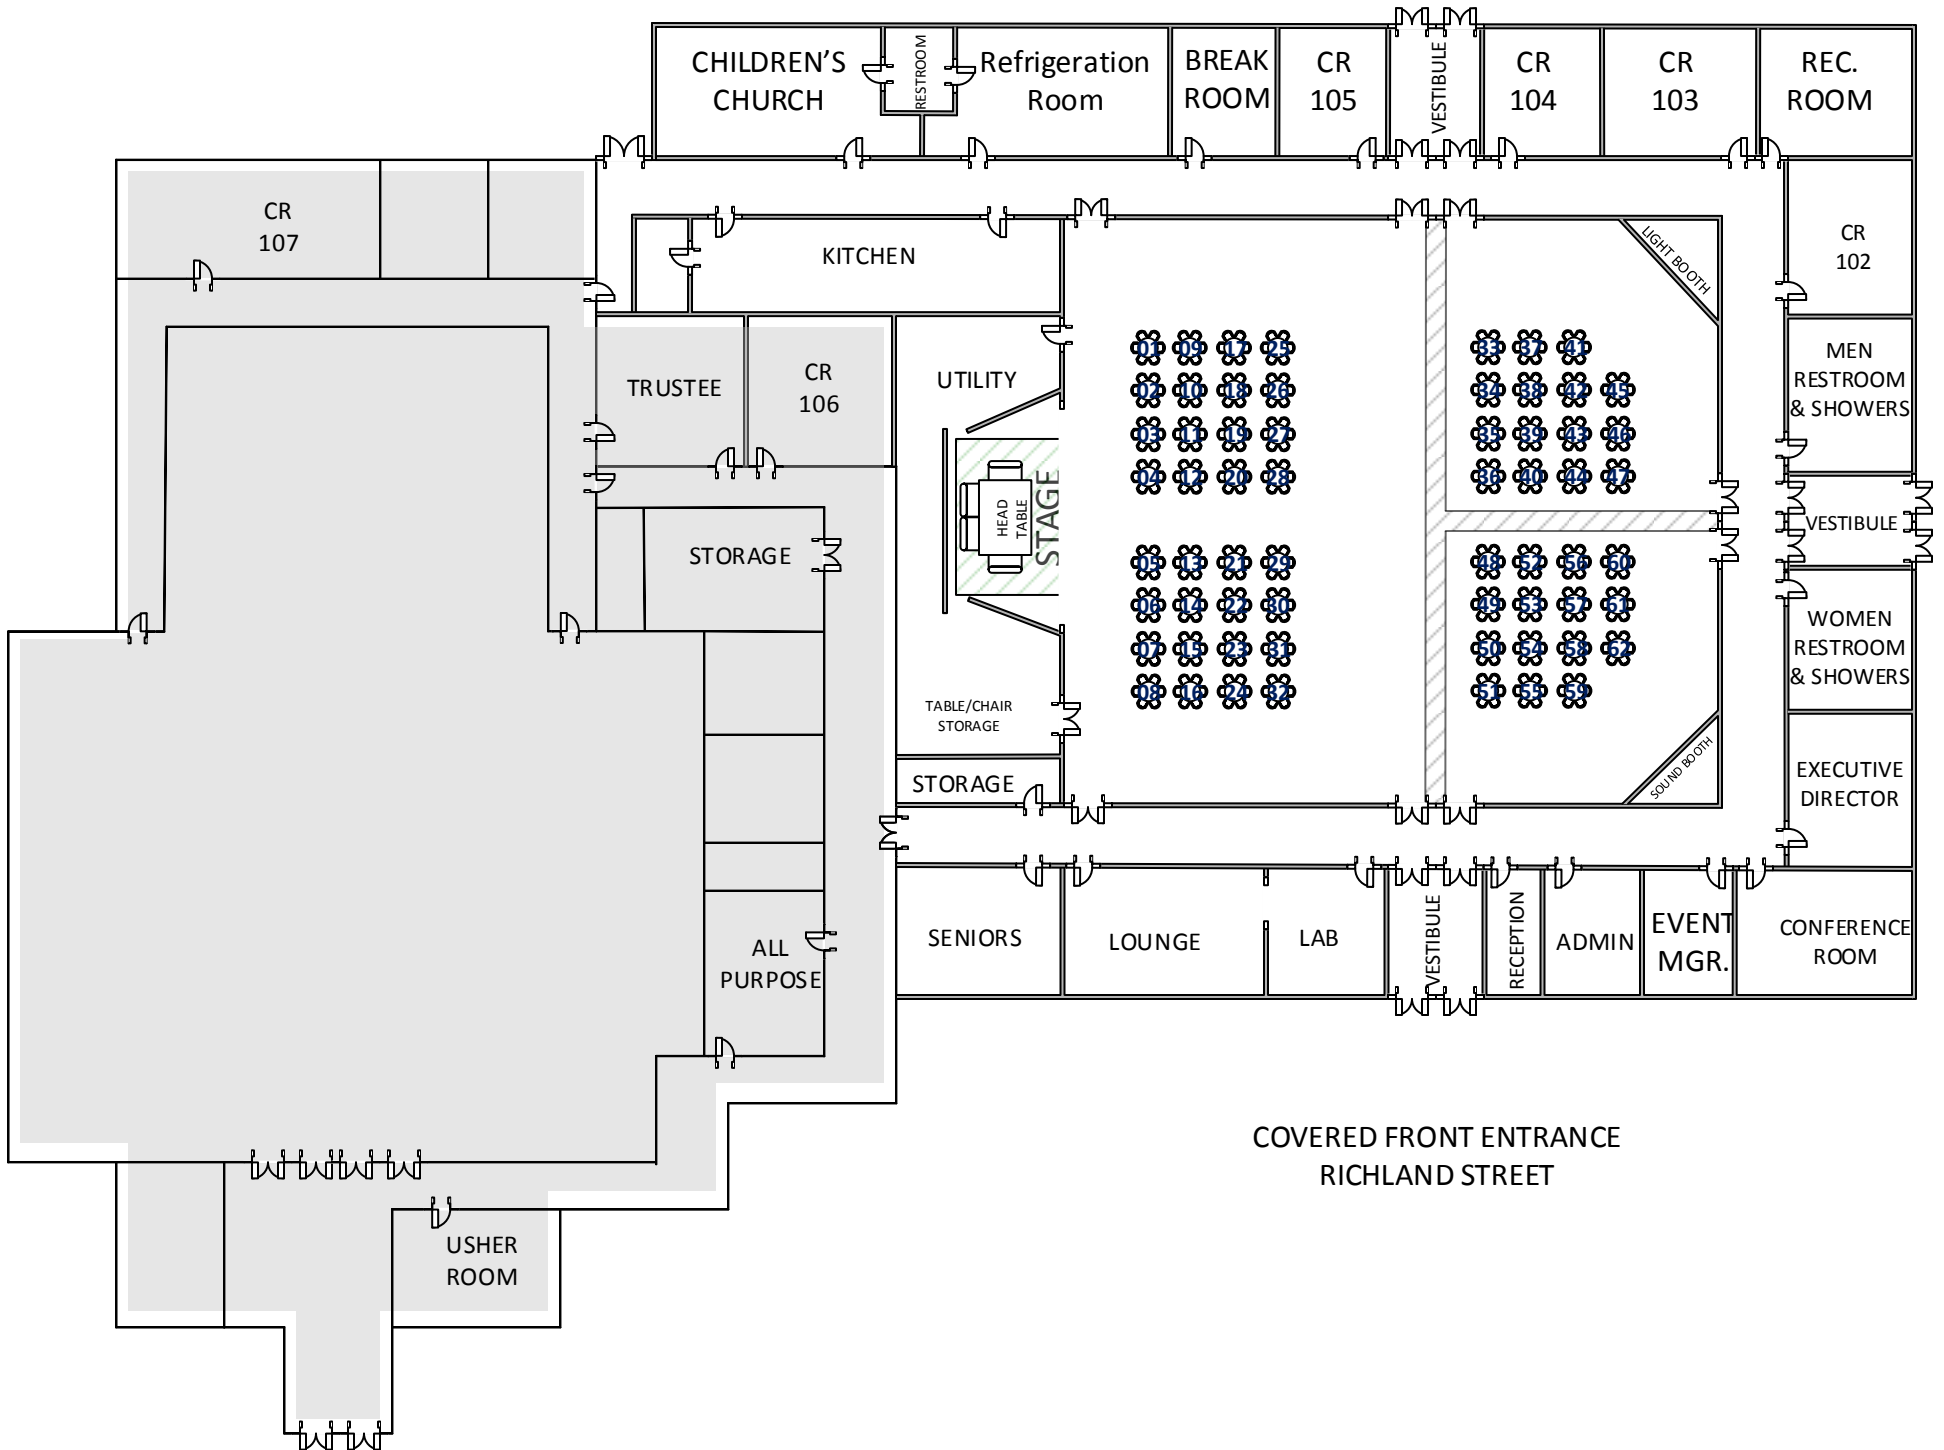 CHILDREN'S
CHURCH
RESTROOM
Refrigeration
Room
BREAK
ROOM
CR
105
VESTIBULE
CR
104
CR
103
REC.
ROOM
CR
107
KITCHEN
LIGHT BOOTH
CR
102
TRUSTEE
CR
106
UTILITY
MEN
RESTROOM
& SHOWERS
01 09 17 25 33 37 41
02 10 18 26 34 38 42 45
03 11 19 27 35 39 43 46
04 12 20 28 36 40 44 47
HEAD
TABLE
STAGE
STORAGE
VESTIBULE
05 13 21 29 48 52 56 60
06 14 22 30 49 53 57 61
07 15 23 31 50 54 58 62
08 16 24 32 51 55 59
WOMEN
RESTROOM
& SHOWERS
TABLE/CHAIR
STORAGE
STORAGE
SOUND BOOTH
EXECUTIVE
DIRECTOR
ALL
PURPOSE
SENIORS
LOUNGE
LAB
VESTIBULE
RECEPTION
ADMIN
EVENT
MGR.
CONFERENCE
ROOM
COVERED FRONT ENTRANCE
RICHLAND STREET
USHER
ROOM